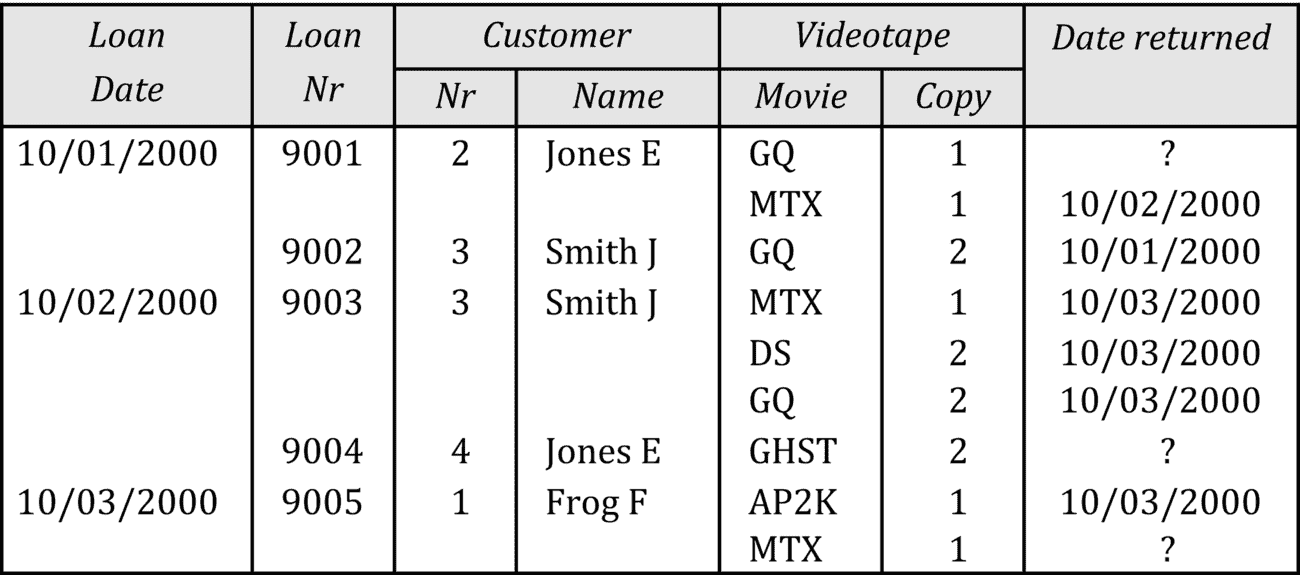 Loan Date Loan Nr Customer Videotape Date returned
Nr Name Movie Copy
10/01/2000 9001 2 Jones E GQ 1 ?
MTX 1 10/02/2000
9002 3 Smith J GQ 2 10/01/2000
10/02/2000 9003 3 Smith J MTX 1 10/03/2000
DS 2 10/03/2000
GQ 2 10/03/2000
9004 4 Jones E GHST 2 ?
10/03/2000 9005 1 Frog F AP2K 1 10/03/2000
MTX 1 ?